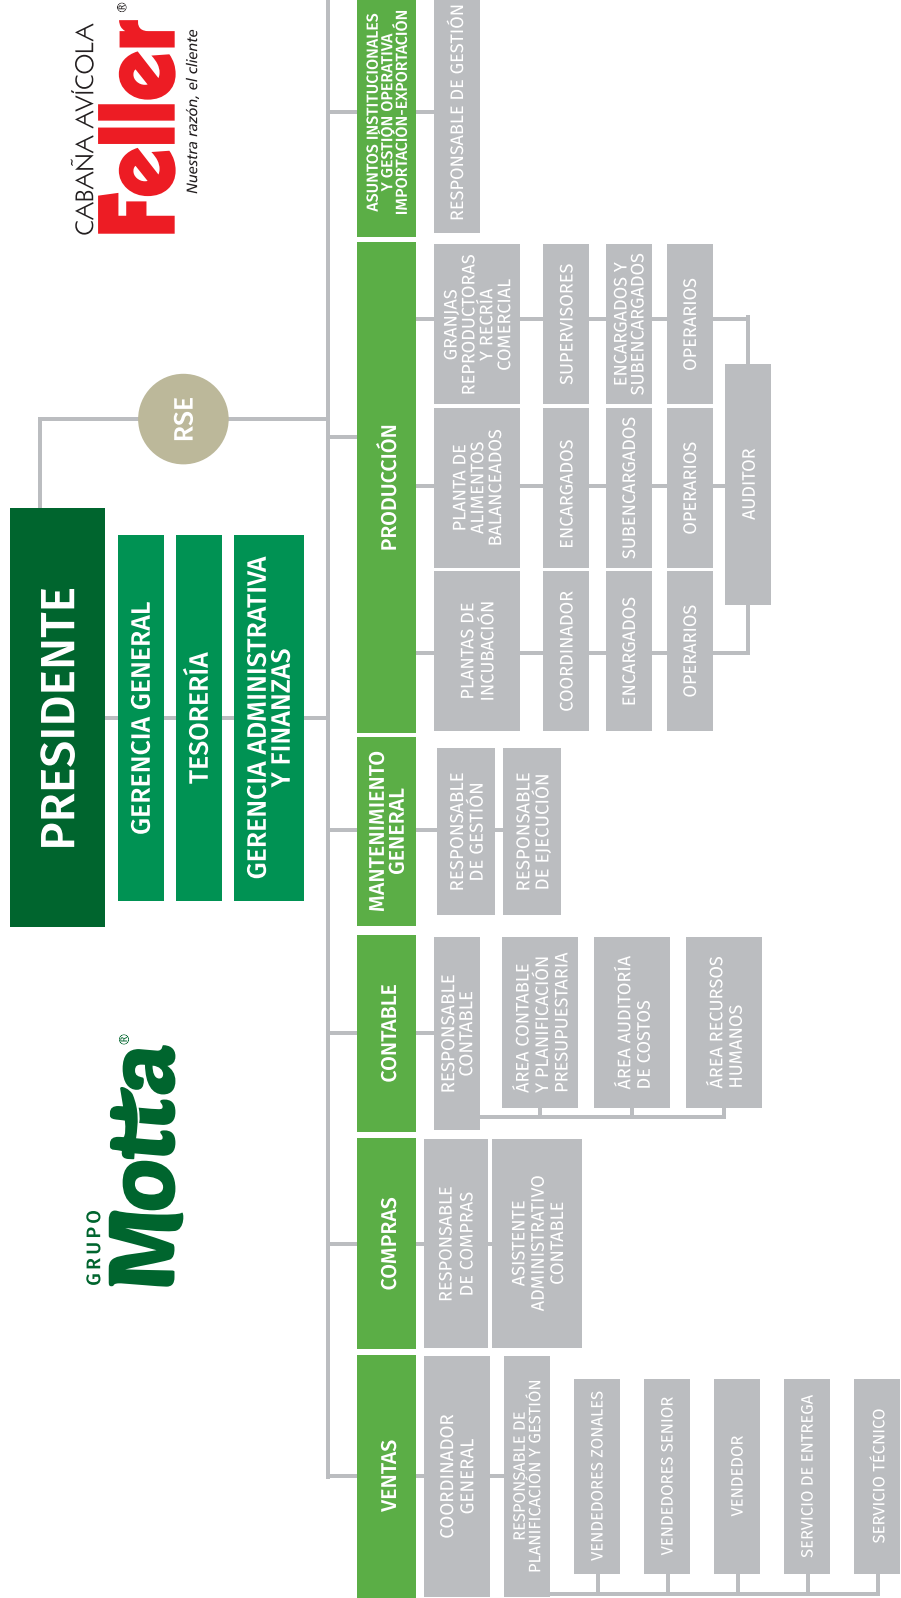 GRUPO
Motta®
CABAÑA AVÍCOLA
Feller®
Nuestra razón, el cliente
PRESIDENTE
RSE
GERENCIA GENERAL
TESORERÍA
GERENCIA ADMINISTRATIVA
Y FINANZAS
VENTAS
COORDINADOR
GENERAL
RESPONSABLE DE
PLANIFICACIÓN Y GESTIÓN
VENDEDORES ZONALES
VENDEDORES SENIOR
VENDEDOR
SERVICIO DE ENTREGA
SERVICIO TÉCNICO
COMPRAS
RESPONSABLE
DE COMPRAS
ASISTENTE
ADMINISTRATIVO
CONTABLE
CONTABLE
RESPONSABLE
CONTABLE
ÁREA CONTABLE
Y PLANIFICACIÓN
PRESUPUESTARIA
ÁREA AUDITORÍA
DE COSTOS
ÁREA RECURSOS
HUMANOS
MANTENIMIENTO
GENERAL
RESPONSABLE
DE GESTIÓN
RESPONSABLE
DE EJECUCIÓN
PRODUCCIÓN
PLANTAS DE
INCUBACIÓN
COORDINADOR
ENCARGADOS
OPERARIOS
PLANTA DE
ALIMENTOS
BALANCEADOS
ENCARGADOS
SUBENCARGADOS
OPERARIOS
GRANJAS
REPRODUCTORAS
Y RECRÍA
COMERCIAL
SUPERVISORES
ENCARGADOS Y
SUBENCARGADOS
OPERARIOS
AUDITOR
ASUNTOS INSTITUCIONALES
Y GESTIÓN OPERATIVA
IMPORTACIÓN-EXPORTACIÓN
RESPONSABLE DE GESTIÓN